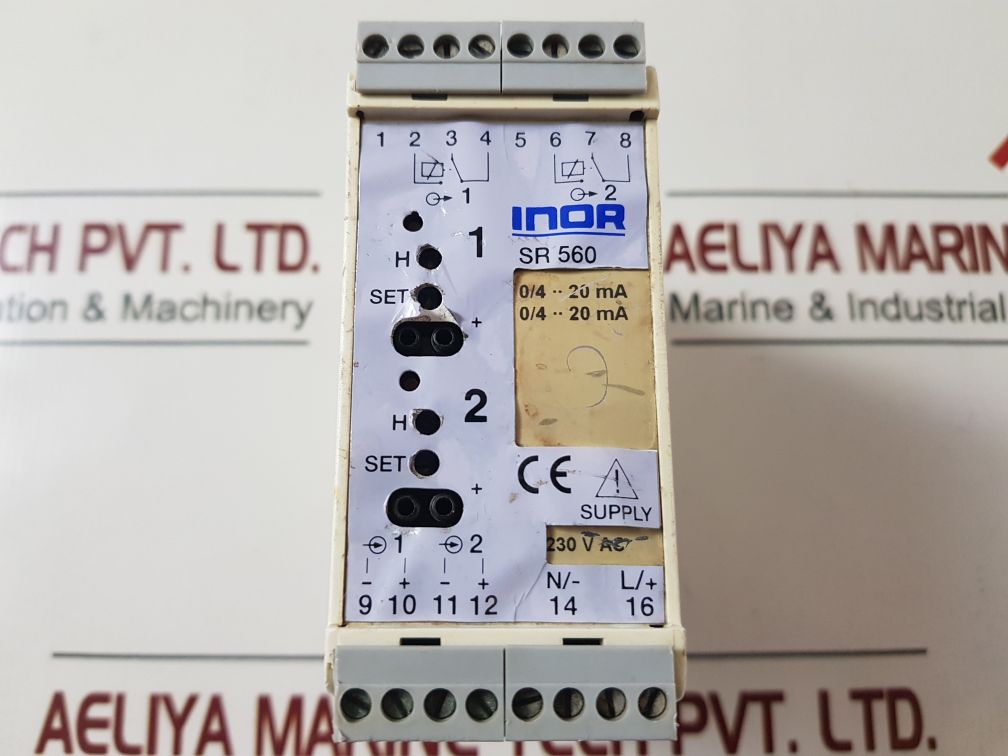 1 2 3 4 5 6 7 8
1 2
INOR
SR 560
1
H
SET
+
0/4 ·· 20 mA
0/4 ·· 20 mA
2
H
SET
+
CE
!
SUPPLY
230 V AC
1 2
- + - + N/- L/+
9 10 11 12 14 16
CH PVT. LTD.
tion & Machinery
AELIYA MARIN
Marine & Industrial
AELIYA MAR
PVT. LTD.